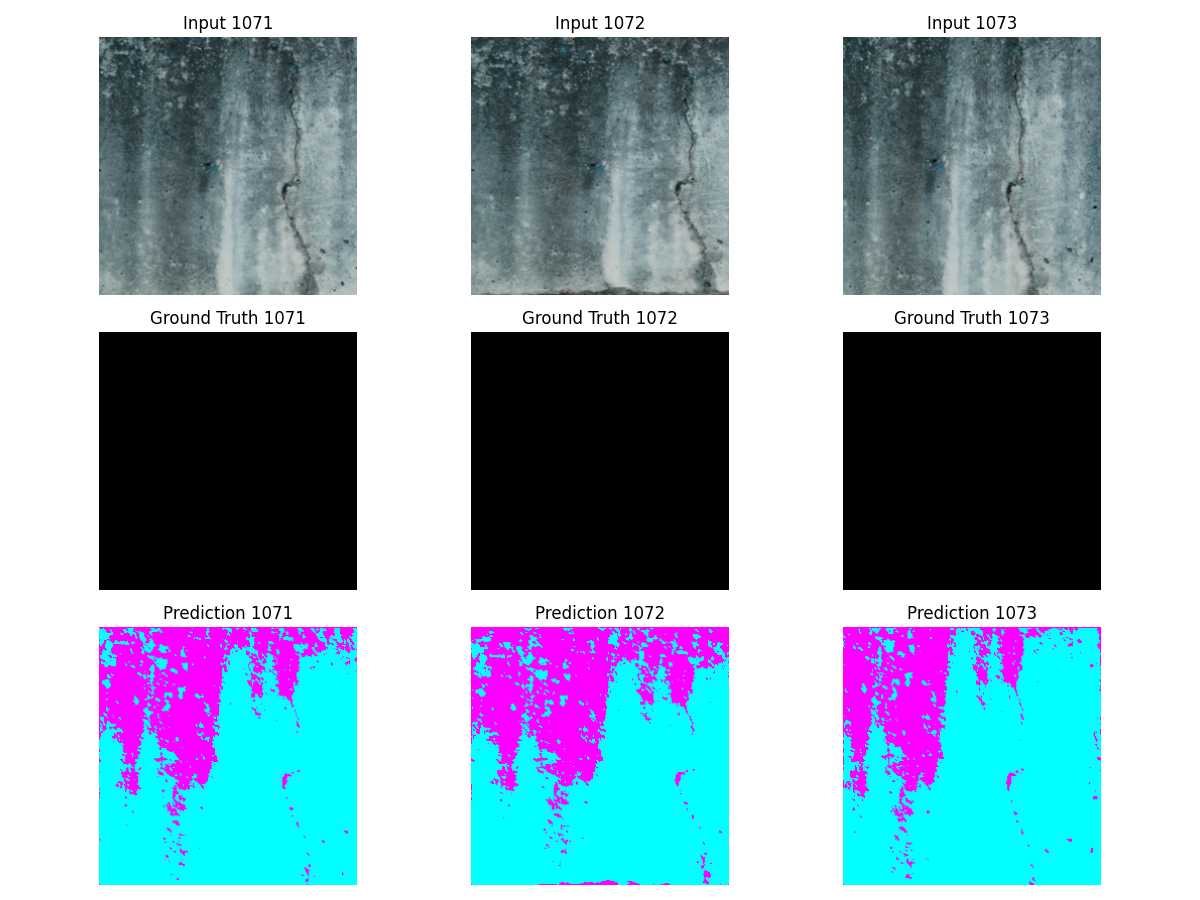 Input 1071
Input 1072
Input 1073
Ground Truth 1071
Ground Truth 1072
Ground Truth 1073
Prediction 1071
Prediction 1072
Prediction 1073